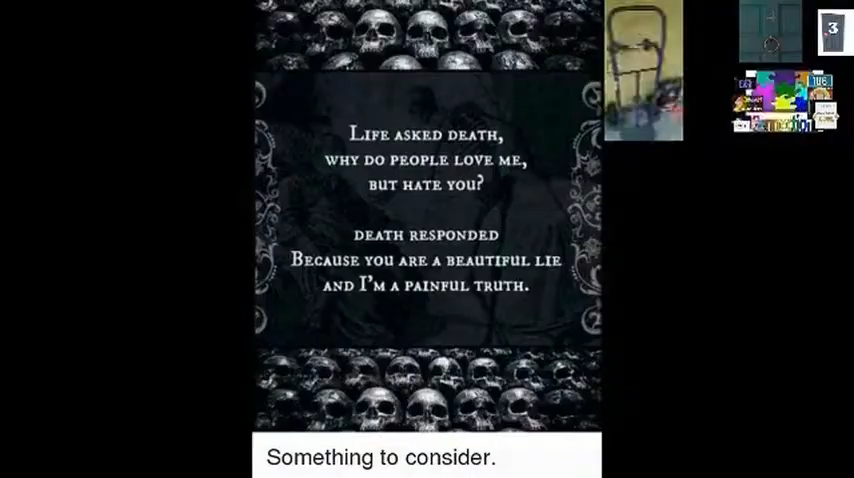 Life asked death,
why do people love me,
but hate you?
death responded
Because you are a beautiful lie
and I'm a painful truth.
Something to consider.
3